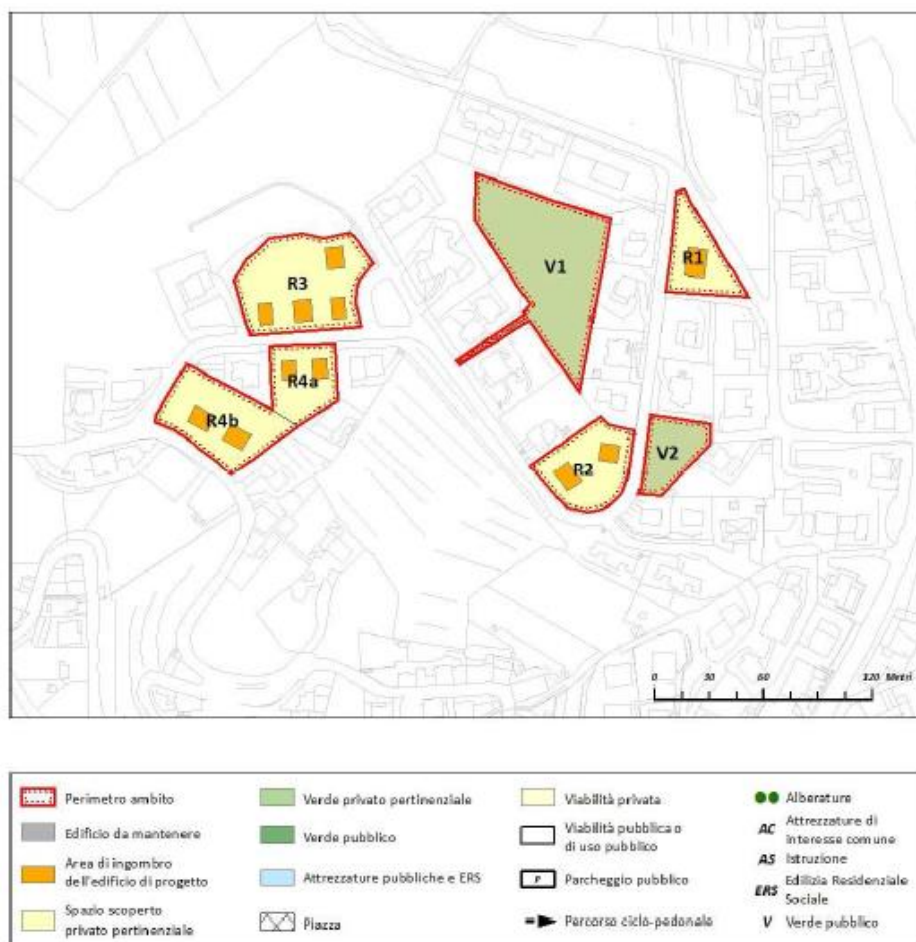 V1
R1
R3
R4a
R4b
R2
V2
0 30 60 120 Metri
Perimetro ambito
Edificio da mantenere
Area di ingombro
dell'edificio di progetto
Spazio scoperto
privato pertinenziale
Verde privato pertinenziale
Verde pubblico
Attrezzature pubbliche e ERS
Piazza
Viabilità privata
Viabilità pubblica o
di uso pubblico
P Parcheggio pubblico
Percorso ciclo-pedonale
Alberature
AC Attrezzature di
interesse comune
AS Istruzione
ERS Edilizia Residenziale
Sociale
V Verde pubblico